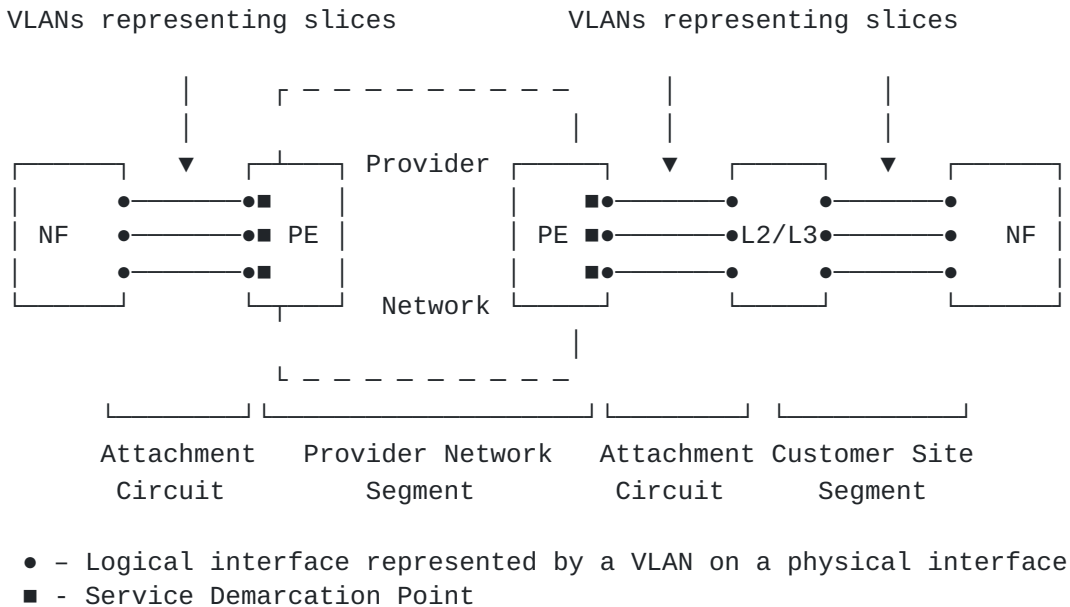 VLANs representing slices VLANs representing slices
Provider
NF PE PE L2/L3 NF
Network
Attachment Provider Network Attachment Customer Site
Circuit Segment Circuit Segment
● – Logical interface represented by a VLAN on a physical interface
■ - Service Demarcation Point